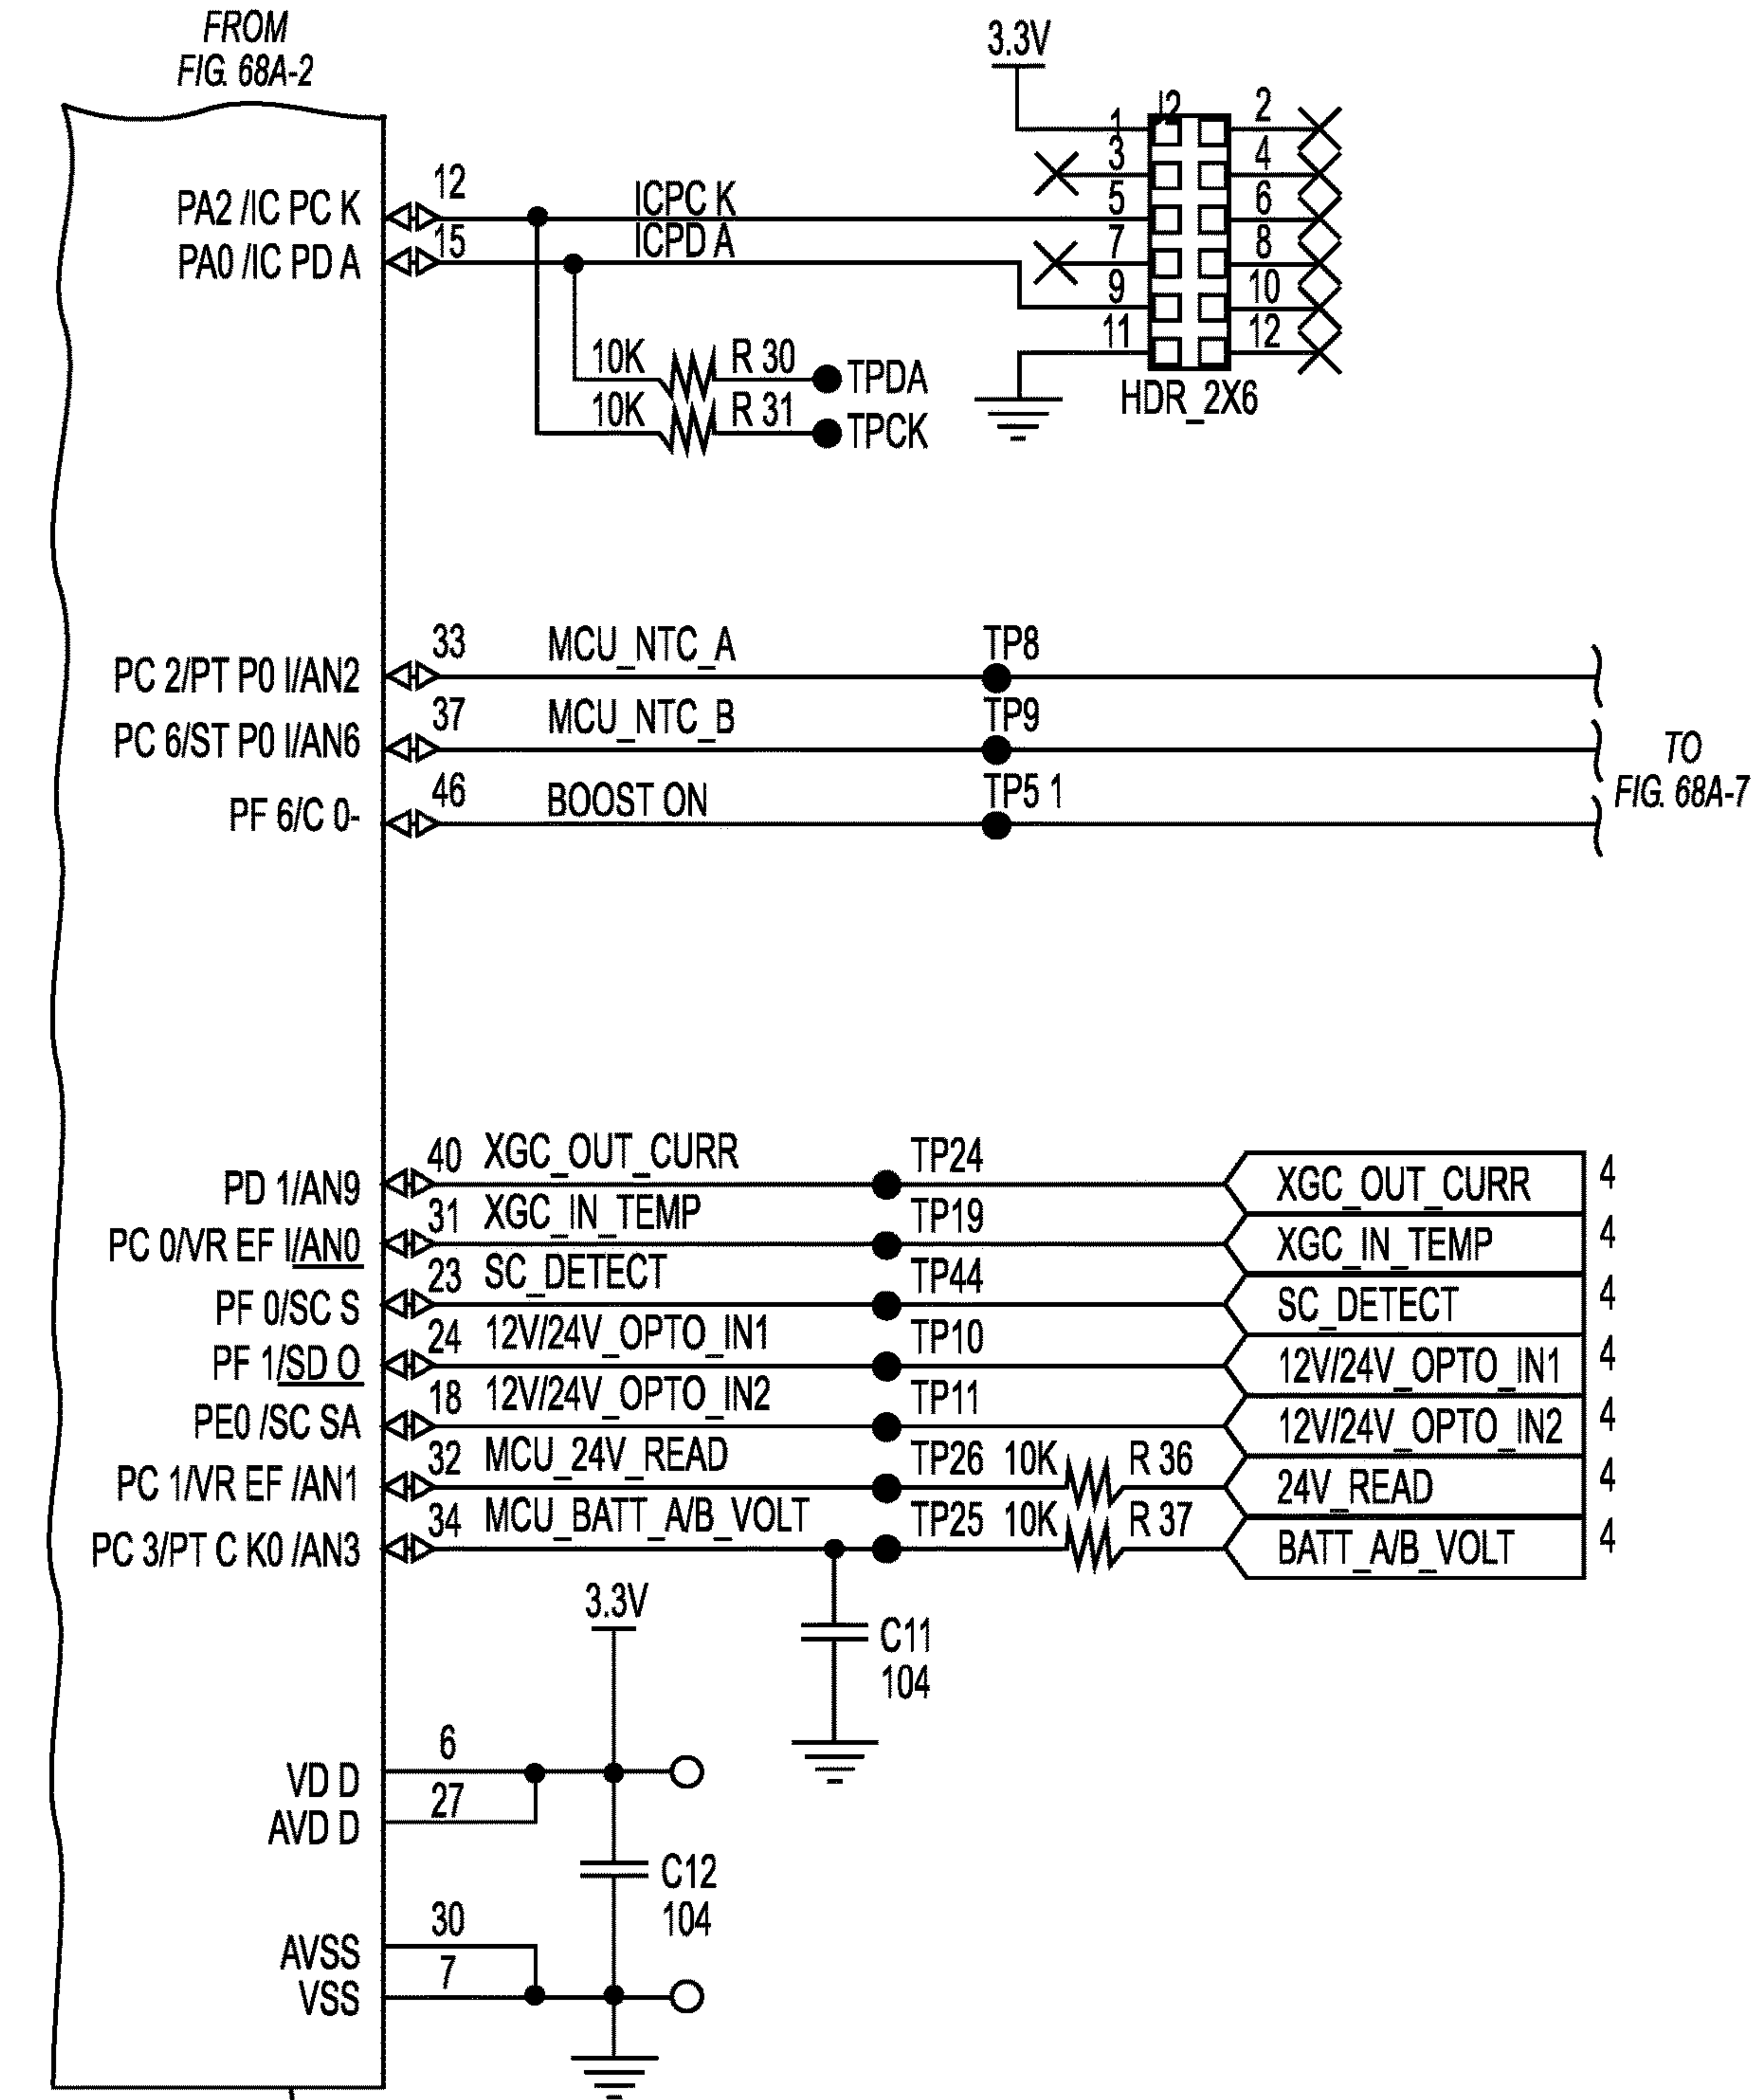 FROM
FIG. 68A-2
3.3V
J2
1 2
3 4
5 6
7 8
9 10
11 12
HDR_2X6
PA2 /IC PC K 12 ICPC K
PA0 /IC PD A 15 ICPD A
10K R 30 TPDA
10K R 31 TPCK
PC 2/PT P0 I/AN2 33 MCU_NTC_A TP8
PC 6/ST P0 I/AN6 37 MCU_NTC_B TP9
PF 6/C 0- 46 BOOST ON TP5 1
TO
FIG. 68A-7
PD 1/AN9 40 XGC_OUT_CURR TP24 XGC_OUT_CURR 4
PC 0/VR EF I/AN0 31 XGC_IN_TEMP TP19 XGC_IN_TEMP 4
PF 0/SC S 23 SC_DETECT TP44 SC_DETECT 4
PF 1/SD O 24 12V/24V_OPTO_IN1 TP10 12V/24V_OPTO_IN1 4
PE0 /SC SA 18 12V/24V_OPTO_IN2 TP11 12V/24V_OPTO_IN2 4
PC 1/VR EF /AN1 32 MCU_24V_READ TP26 10K R 36 24V_READ 4
PC 3/PT C K0 /AN3 34 MCU_BATT_A/B_VOLT TP25 10K R 37 BATT_A/B_VOLT 4
3.3V
C11
104
VD D 6
AVD D 27
C12
104
AVSS 30
VSS 7